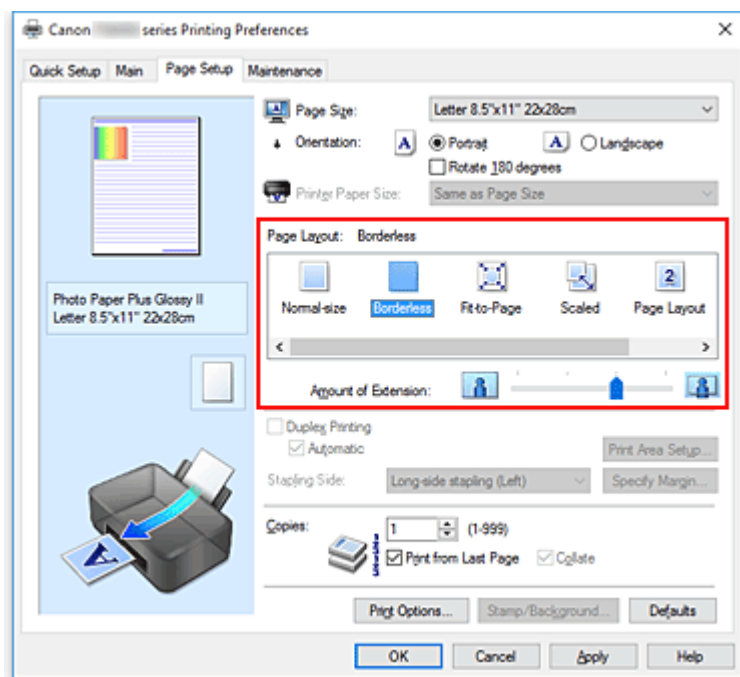 Canon series Printing Preferences
Quick Setup Main Page Setup Maintenance
Page Size: Letter 8.5"x11" 22x28cm
Orientation: A Portrait A Landscape
Rotate 180 degrees
Printer Paper Size: Same as Page Size
Page Layout: Borderless
2
Normal-size Borderless Fit-to-Page Scaled Page Layout
Photo Paper Plus Glossy II
Letter 8.5"x11" 22x28cm
Amount of Extension:
Duplex Printing
Automatic Print Area Setup...
Stapling Side: Long-side stapling (Left) Specify Margin...
Copies: 1 (1-999)
Print from Last Page Collate
A
Print Options... Stamp/Background... Defaults
OK Cancel Apply Help